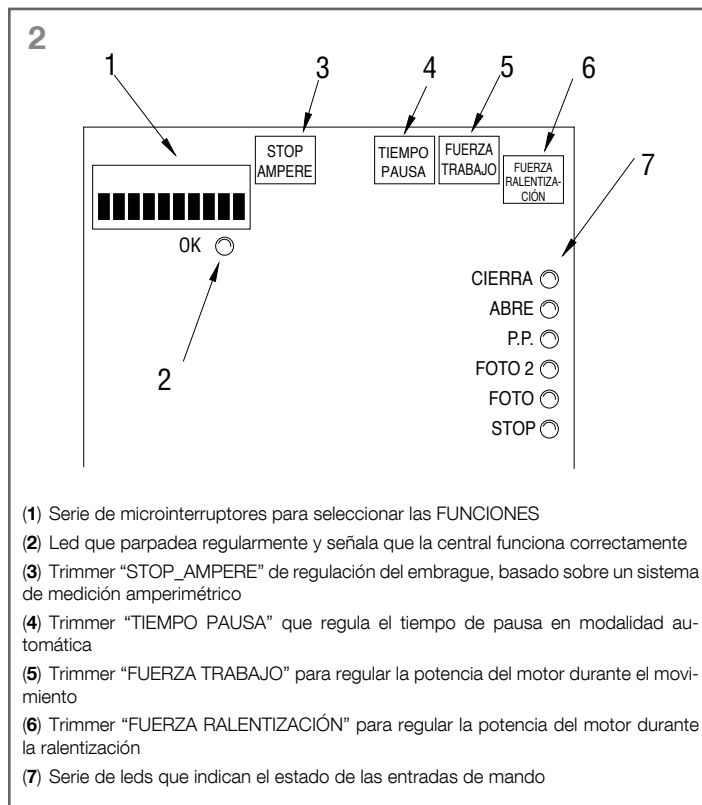 2
1
3
4
5
6
STOP
AMPERE
TIEMPO
PAUSA
FUERZA
TRABAJO
FUERZA
RALENTIZA-
CIÓN
7
OK
2
CIERRA
ABRE
P.P.
FOTO 2
FOTO
STOP
(1) Serie de microinterruptores para seleccionar las FUNCIONES
(2) Led que parpadea regularmente y señala que la central funciona correctamente
(3) Trimmer “STOP_AMPERE” de regulación del embrague, basado sobre un sistema
de medición amperimétrico
(4) Trimmer “TIEMPO PAUSA” que regula el tiempo de pausa en modalidad au-
tomática
(5) Trimmer “FUERZA TRABAJO” para regular la potencia del motor durante el movi-
miento
(6) Trimmer “FUERZA RALENTIZACIÓN” para regular la potencia del motor durante
la ralentización
(7) Serie de leds que indican el estado de las entradas de mando